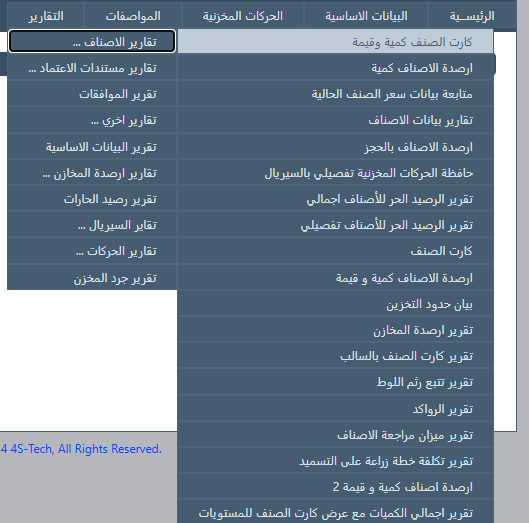 الرئيســية
البيانات الاساسية
الحركات المخزنية
المواصفات
التقارير
كارت الصنف كمية وقيمة
ارصدة الاصناف كمية
متابعة بيانات سعر الصنف الحالية
تقارير بيانات الاصناف
ارصدة الاصناف بالحجز
حافظة الحركات المخزنية تفصيلي بالسيريال
تقرير الرصيد الحر للأصناف اجمالي
تقرير الرصيد الحر للأصناف تفصيلي
كارت الصنف
ارصدة الاصناف كمية و قيمة
بيان حدود التخزين
تقرير ارصدة المخازن
تقرير كارت الصنف بالسالب
تقرير تتبع رثم اللوط
تقرير الرواكد
تقرير ميزان مراجعة الاصناف
تقرير تكلفة خطة زراعة على التسميد
ارصدة اصناف كمية و قيمة 2
تقرير اجمالي الكميات مع عرض كارت الصنف للمستويات
تقارير الاصناف ...
تقارير مستندات الاعتماد ...
تقرير الموافقات
تقارير اخري ...
تقرير البيانات الاساسية
تقارير ارصدة المخازن ...
تقرير رصيد الحارات
تقاير السيريال ...
تقارير الحركات ...
تقرير جرد المخزن
4 4S-Tech, All Rights Reserved.